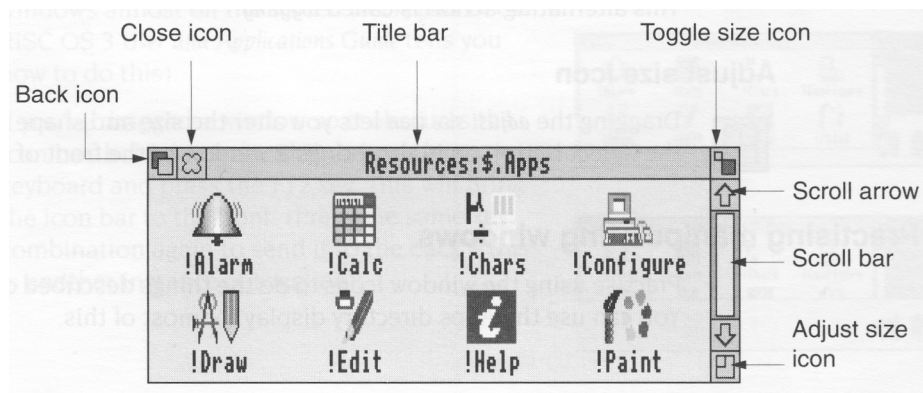 Close icon
Title bar
Toggle size icon
Back icon
Resources:$.Apps
Scroll arrow
!Alarm
!Calc
!Chars
!Configure
Scroll bar
Adjust size
icon
!Draw
!Edit
!Help
!Paint